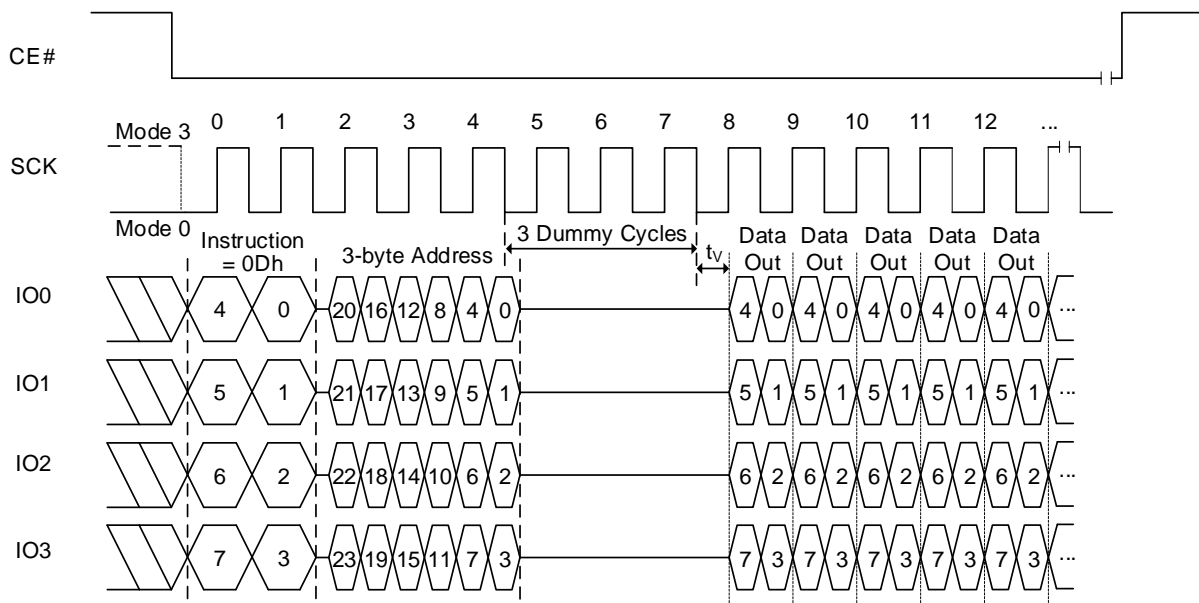 CE#
Mode 3 0 1 2 3 4 5 6 7 8 9 10 11 12 ...
SCK
Mode 0
Instruction = 0Dh
3-byte Address
3 Dummy Cycles
tV
Data Out Data Out Data Out Data Out Data Out
IO0 4 0 20 16 12 8 4 0 4 0 4 0 4 0 4 0 4 0 ...
IO1 5 1 21 17 13 9 5 1 5 1 5 1 5 1 5 1 5 1 ...
IO2 6 2 22 18 14 10 6 2 6 2 6 2 6 2 6 2 6 2 ...
IO3 7 3 23 19 15 11 7 3 7 3 7 3 7 3 7 3 7 3 ...